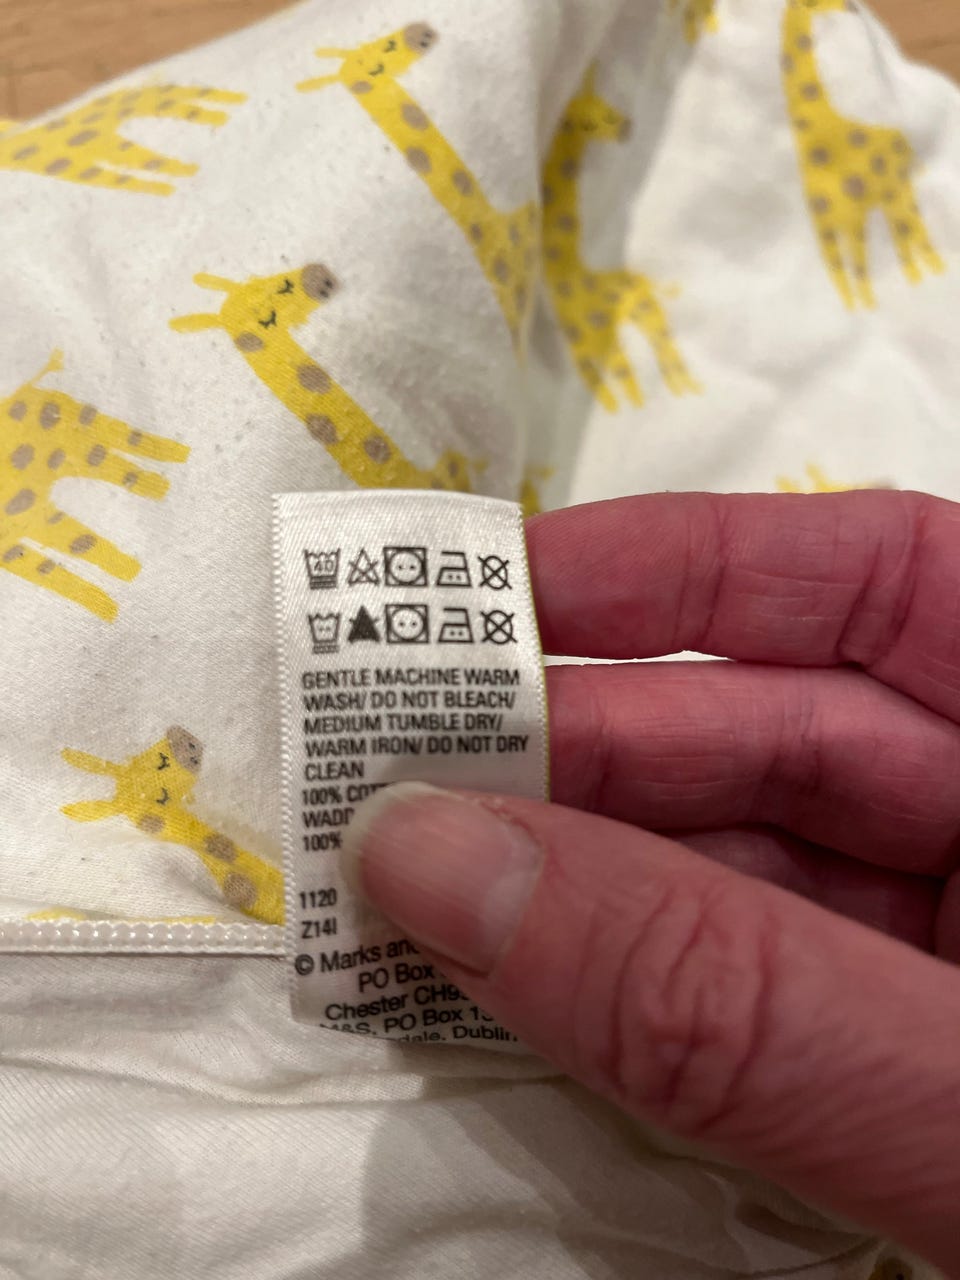 40
GENTLE MACHINE WARM
WASH/ DO NOT BLEACH/
MEDIUM TUMBLE DRY/
WARM IRON/ DO NOT DRY
CLEAN
100%
100%
1120
Z14I
© Marks
PO Box
Chester
M&S, PO Box
Dublin.